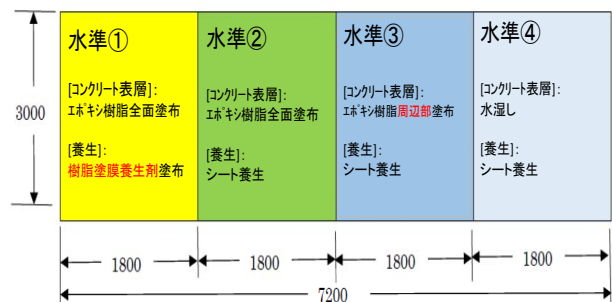 水準①
[コンクリート表層]:
エポキシ樹脂全面塗布
[養生]:
樹脂塗膜養生剤塗布
水準②
[コンクリート表層]:
エポキシ樹脂全面塗布
[養生]:
シート養生
水準③
[コンクリート表層]:
エポキシ樹脂周辺部塗布
[養生]:
シート養生
水準④
[コンクリート表層]:
水湿し
[養生]:
シート養生
3000
1800
1800
1800
1800
7200